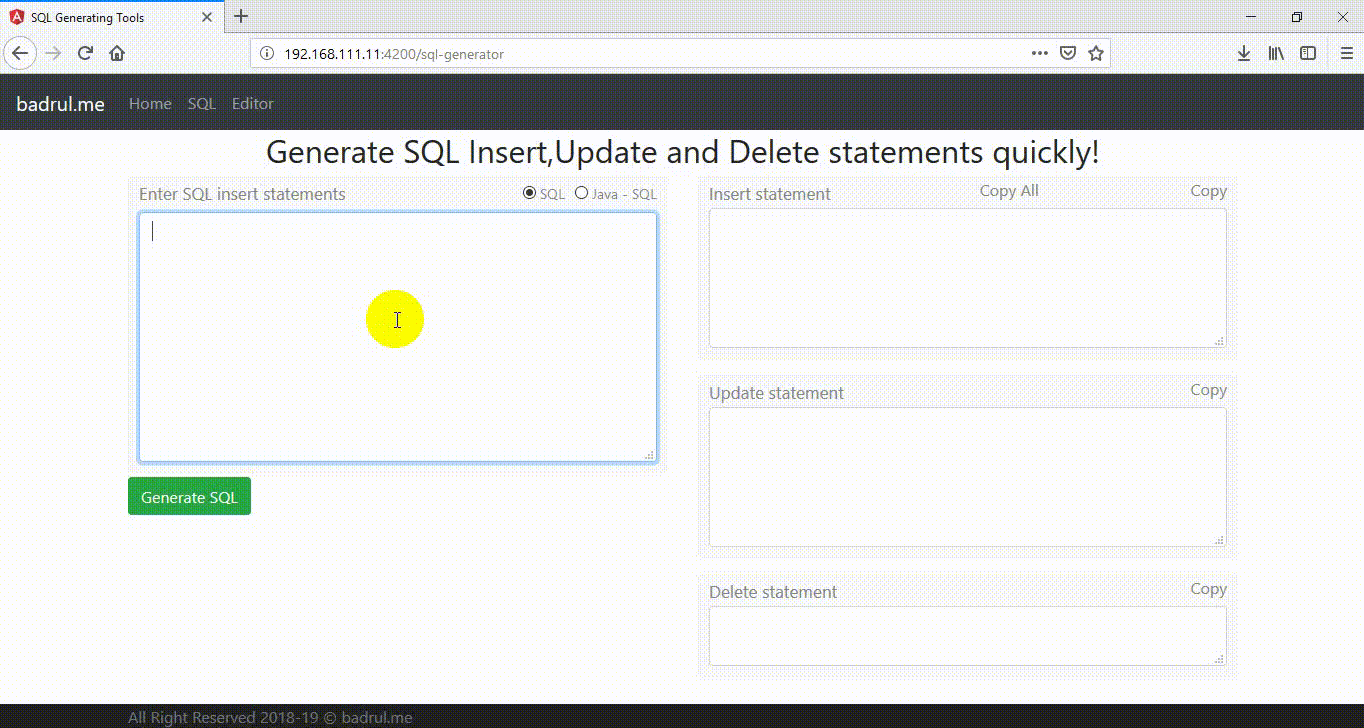 SQL Generating Tools
192.168.111.11:4200/sql-generator
badrul.me Home SQL Editor
Generate SQL Insert,Update and Delete statements quickly!
Enter SQL insert statements SQL Java - SQL
Generate SQL
Insert statement Copy All Copy
Update statement Copy
Delete statement Copy
All Right Reserved 2018-19 © badrul.me